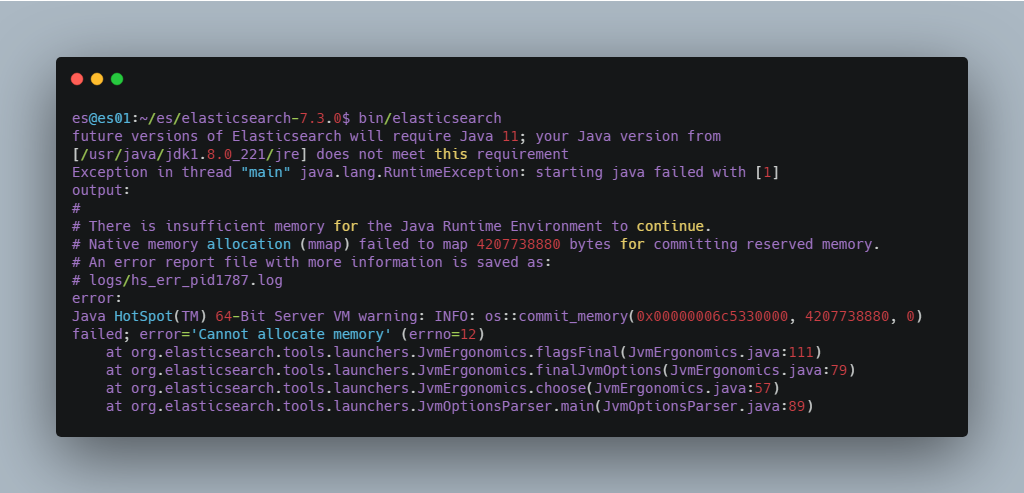 es@es01:~/es/elasticsearch-7.3.0$ bin/elasticsearch
future versions of Elasticsearch will require Java 11; your Java version from
[/usr/java/jdk1.8.0_221/jre] does not meet this requirement
Exception in thread "main" java.lang.RuntimeException: starting java failed with [1]
output:
#
# There is insufficient memory for the Java Runtime Environment to continue.
# Native memory allocation (mmap) failed to map 4207738880 bytes for committing reserved memory.
# An error report file with more information is saved as:
# logs/hs_err_pid1787.log
error:
Java HotSpot(TM) 64-Bit Server VM warning: INFO: os::commit_memory(0x00000006c5330000, 4207738880, 0)
failed; error='Cannot allocate memory' (errno=12)
    at org.elasticsearch.tools.launchers.JvmErgonomics.flagsFinal(JvmErgonomics.java:111)
    at org.elasticsearch.tools.launchers.JvmErgonomics.finalJvmOptions(JvmErgonomics.java:79)
    at org.elasticsearch.tools.launchers.JvmErgonomics.choose(JvmErgonomics.java:57)
    at org.elasticsearch.tools.launchers.JvmOptionsParser.main(JvmOptionsParser.java:89)